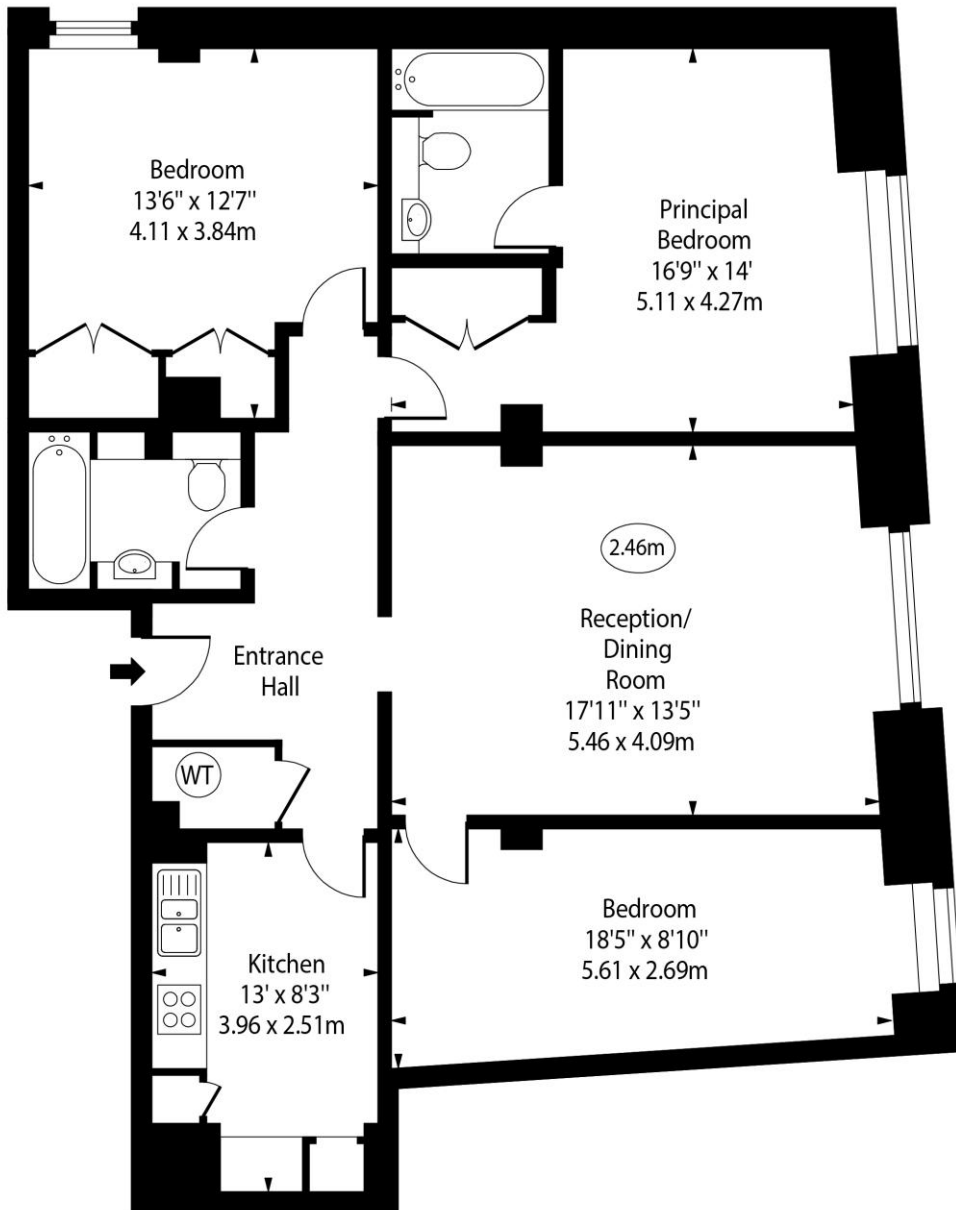 Bedroom
13'6" x 12'7"
4.11 x 3.84m
Principal
Bedroom
16'9" x 14'
5.11 x 4.27m
2.46m
Reception/
Dining
Room
17'11" x 13'5"
5.46 x 4.09m
Entrance
Hall
WT
Kitchen
13' x 8'3"
3.96 x 2.51m
Bedroom
18'5" x 8'10"
5.61 x 2.69m